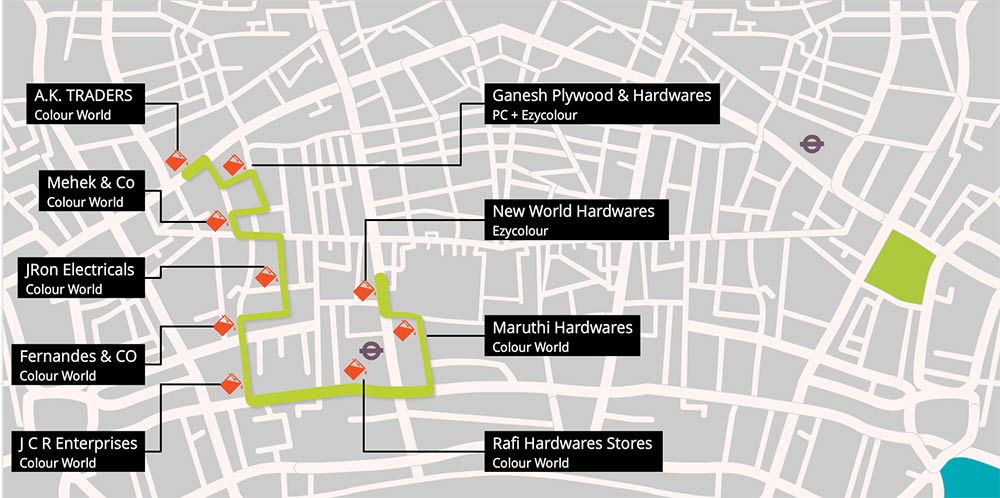 A.K. TRADERS
Colour World
Ganesh Plywood & Hardwares
PC + Ezycolour
Mehek & Co
Colour World
New World Hardwares
Ezycolour
JRon Electricals
Colour World
Maruthi Hardwares
Colour World
Fernandes & CO
Colour World
J C R Enterprises
Colour World
Rafi Hardwares Stores
Colour World